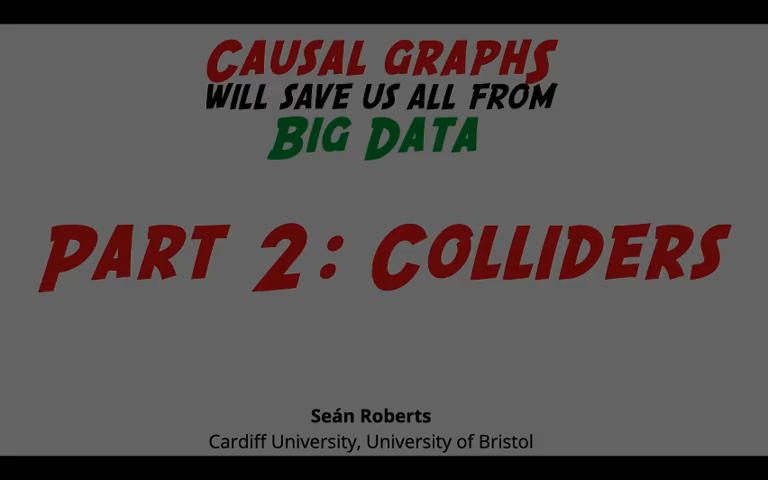 Causal graphs
will save us all from
Big Data
Part 2: Colliders
Seán Roberts
Cardiff University, University of Bristol